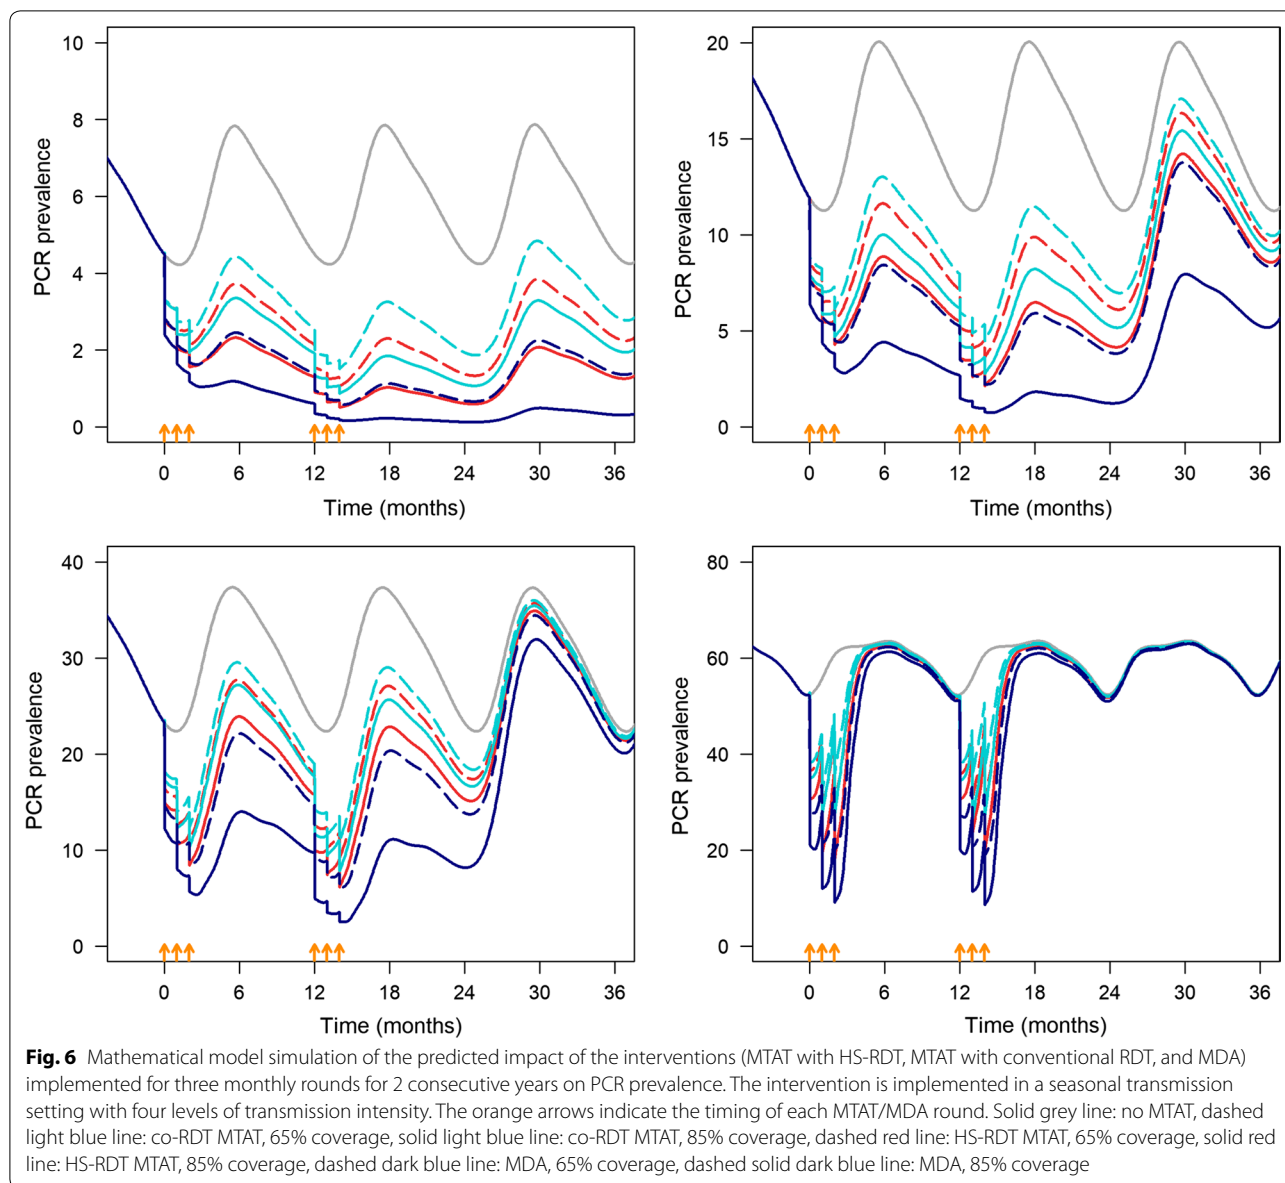 10
8
6
4
2
0
PCR prevalence
0 6 12 18 24 30 36
Time (months)
20
15
10
5
0
PCR prevalence
0 6 12 18 24 30 36
Time (months)
40
30
20
10
0
PCR prevalence
0 6 12 18 24 30 36
Time (months)
80
60
40
20
0
PCR prevalence
0 6 12 18 24 30 36
Time (months)
Fig. 6 Mathematical model simulation of the predicted impact of the interventions (MTAT with HS-RDT, MTAT with conventional RDT, and MDA)
implemented for three monthly rounds for 2 consecutive years on PCR prevalence. The intervention is implemented in a seasonal transmission
setting with four levels of transmission intensity. The orange arrows indicate the timing of each MTAT/MDA round. Solid grey line: no MTAT, dashed
light blue line: co-RDT MTAT, 65% coverage, solid light blue line: co-RDT MTAT, 85% coverage, dashed red line: HS-RDT MTAT, 65% coverage, solid red
line: HS-RDT MTAT, 85% coverage, dashed dark blue line: MDA, 65% coverage, dashed solid dark blue line: MDA, 85% coverage